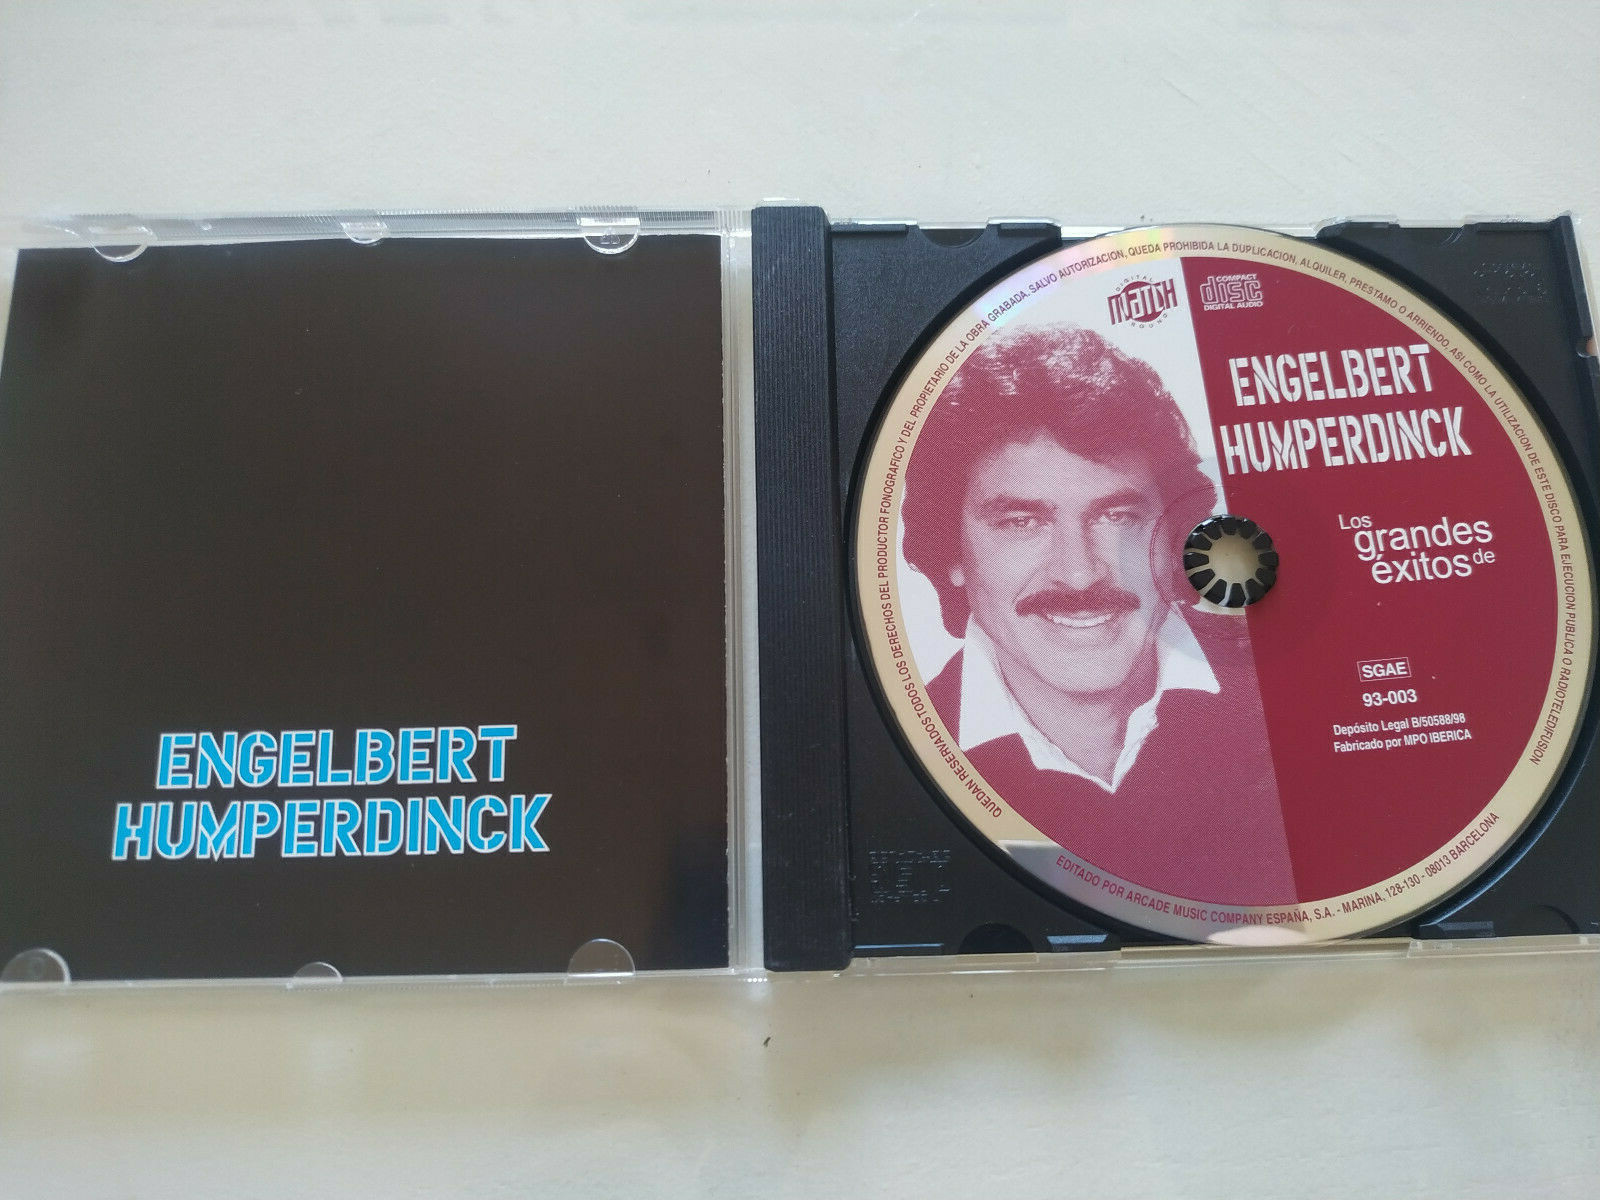 ENGELBERT
HUMPERDINCK
DIGITAL
INDATCH
SOUND
COMPACT
disc
DIGITAL AUDIO
ENGELBERT
HUMPERDINCK
Los
grandes
éxitos de
SGAE
93-003
Depósito Legal B/50588/98
Fabricado por MPO IBERICA
QUEDAN RESERVADOS TODOS LOS DERECHOS DEL PRODUCTOR FONOGRAFICO Y DEL PROPIETARIO DE LA OBRA GRABADA. SALVO AUTORIZACION, QUEDA PROHIBIDA LA DUPLICACION, ALQUILER, PRESTAMO O ARRIENDO, ASI COMO LA UTILIZACION DE ESTE DISCO PARA EJECUCION PUBLICA O RADIOTELEDIFUSION
EDITADO POR ARCADE MUSIC COMPANY ESPAÑA, S.A. - MARINA, 128-130 - 08013 BARCELONA